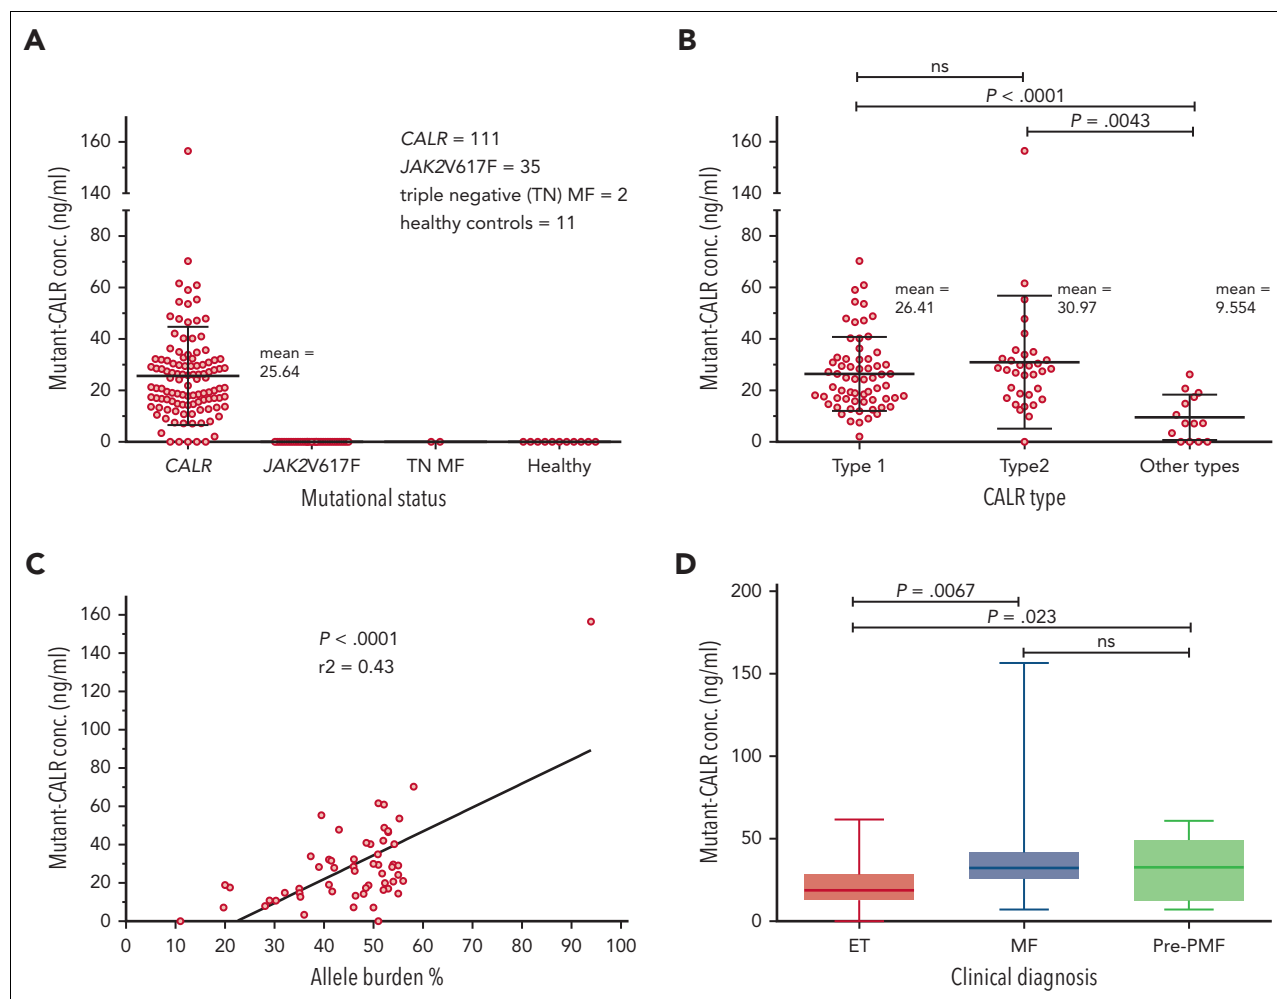 A
Mutant-CALR conc. (ng/ml)
160
140
80
60
40
20
0
CALR = 111
JAK2V617F = 35
triple negative (TN) MF = 2
healthy controls = 11
mean =
25.64
CALR
JAK2V617F
TN MF
Healthy
Mutational status
B
Mutant-CALR conc. (ng/ml)
160
140
80
60
40
20
0
ns
P < .0001
P = .0043
mean =
26.41
mean =
30.97
mean =
9.554
Type 1
Type2
Other types
CALR type
C
Mutant-CALR conc. (ng/ml)
160
140
120
100
80
60
40
20
0
P < .0001
r2 = 0.43
0 10 20 30 40 50 60 70 80 90 100
Allele burden %
D
Mutant-CALR conc. (ng/ml)
200
150
100
50
0
P = .0067
P = .023
ns
ET
MF
Pre-PMF
Clinical diagnosis